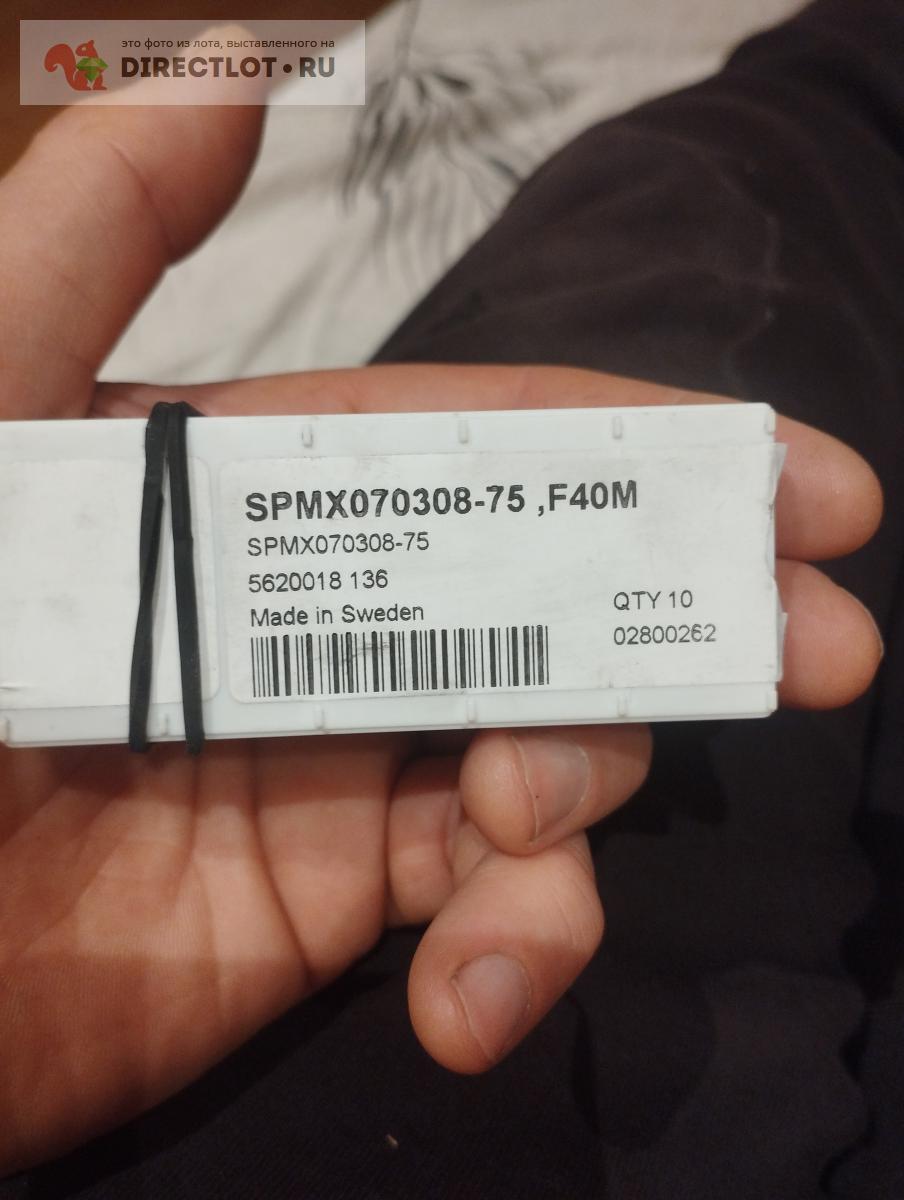 это фото из лота, выставленного на
DIRECTLOT•RU
SPMX070308-75 ,F40M
SPMX070308-75
5620018 136
Made in Sweden
QTY 10
02800262